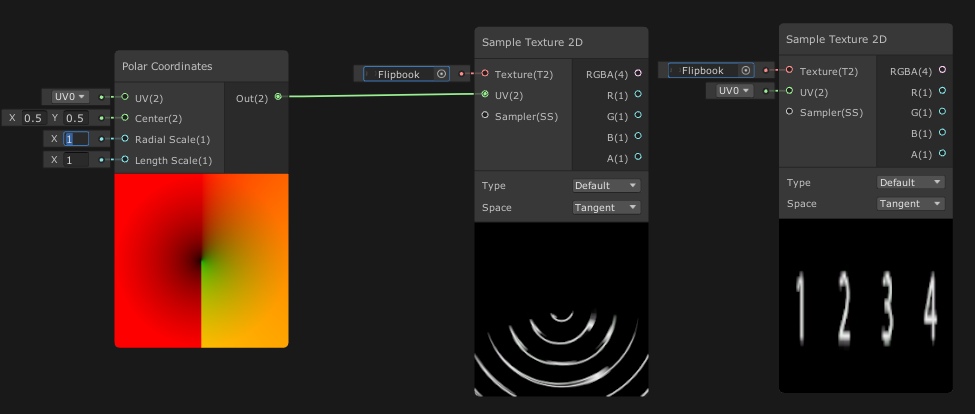 Polar Coordinates
UV0 UV(2) Out(2)
X 0.5 Y 0.5 Center(2)
X 1 Radial Scale(1)
X 1 Length Scale(1)
Sample Texture 2D
Flipbook Texture(T2) RGBA(4)
UV(2) R(1)
Sampler(SS) G(1)
B(1)
A(1)
Type Default
Space Tangent
Sample Texture 2D
Flipbook Texture(T2) RGBA(4)
UV0 UV(2) R(1)
Sampler(SS) G(1)
B(1)
A(1)
Type Default
Space Tangent
1 2 3 4